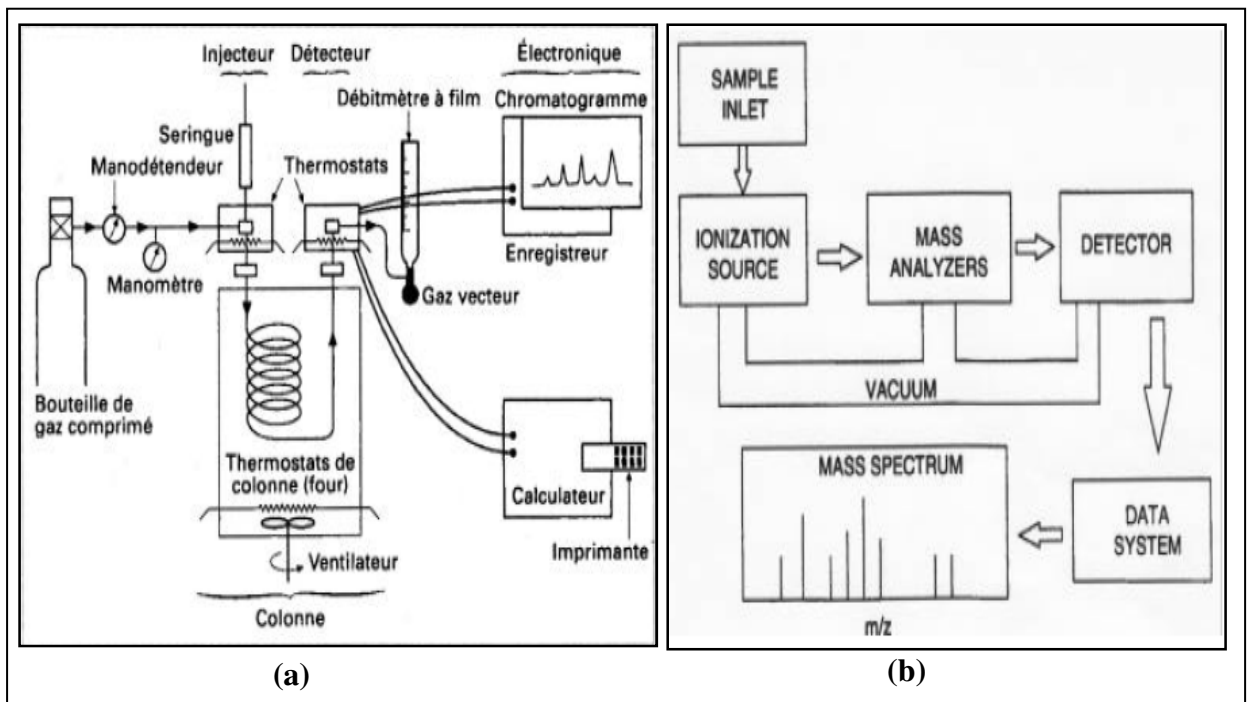 Injecteur
Détecteur
Électronique
Chromatogramme
Débitmètre à film
Seringue
Manodétendeur
Thermostats
Enregistreur
Manomètre
Gaz vecteur
Bouteille de
gaz comprimé
Thermostats de
colonne (four)
Calculateur
Imprimante
Ventilateur
Colonne
(a)
SAMPLE
INLET
IONIZATION
SOURCE
MASS
ANALYZERS
DETECTOR
VACUUM
MASS SPECTRUM
DATA
SYSTEM
m/z
(b)